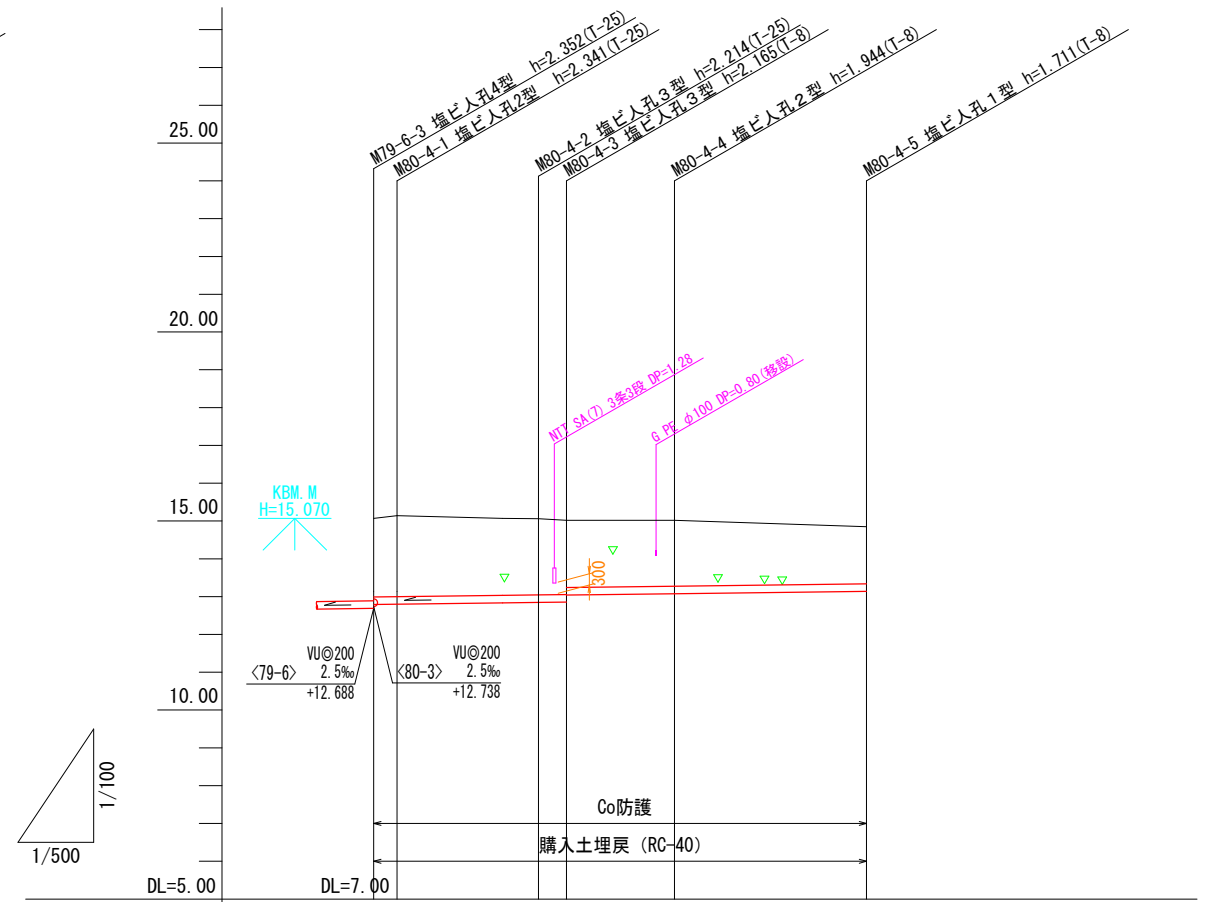 M79-6-3 塩ビ人孔4型 h=2.352(T-25)
M80-4-1 塩ビ人孔2型 h=2.341(T-25)
M80-4-2 塩ビ人孔３型 h=2.214(T-25)
M80-4-3 塩ビ人孔３型 h=2.165(T-8)
M80-4-4 塩ビ人孔２型 h=1.944(T-8)
M80-4-5 塩ビ人孔１型 h=1.711(T-8)
25.00
20.00
NTT SA(7) 3条3段 DP=1.28
G PE φ100 DP=0.80(移設)
KBM.M
H=15.070
15.00
300
〈79-6〉
VU◎200
2.5‰
+12.688
〈80-3〉
VU◎200
2.5‰
+12.738
10.00
1/100
1/500
Co防護
購入土埋戻（RC-40）
DL=5.00
DL=7.00